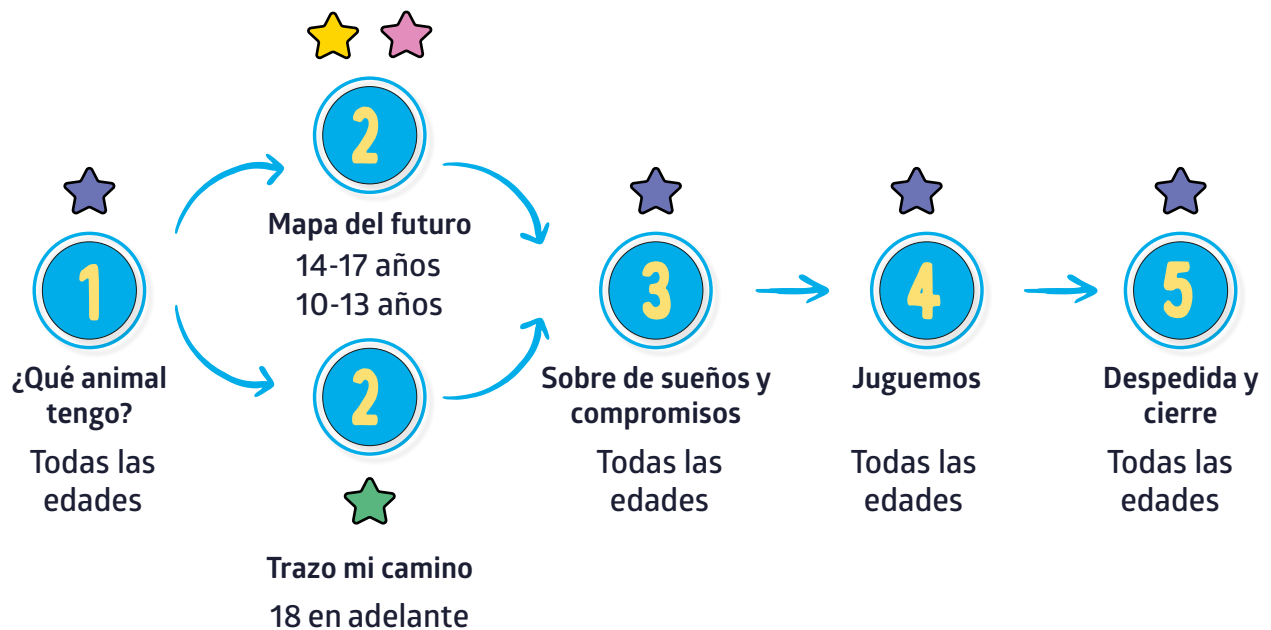 1
¿Qué animal
tengo?
Todas las
edades
2
Mapa del futuro
14-17 años
10-13 años
2
Trazo mi camino
18 en adelante
3
Sobre de sueños y
compromisos
Todas las
edades
4
Juguemos
Todas las
edades
5
Despedida y
cierre
Todas las
edades